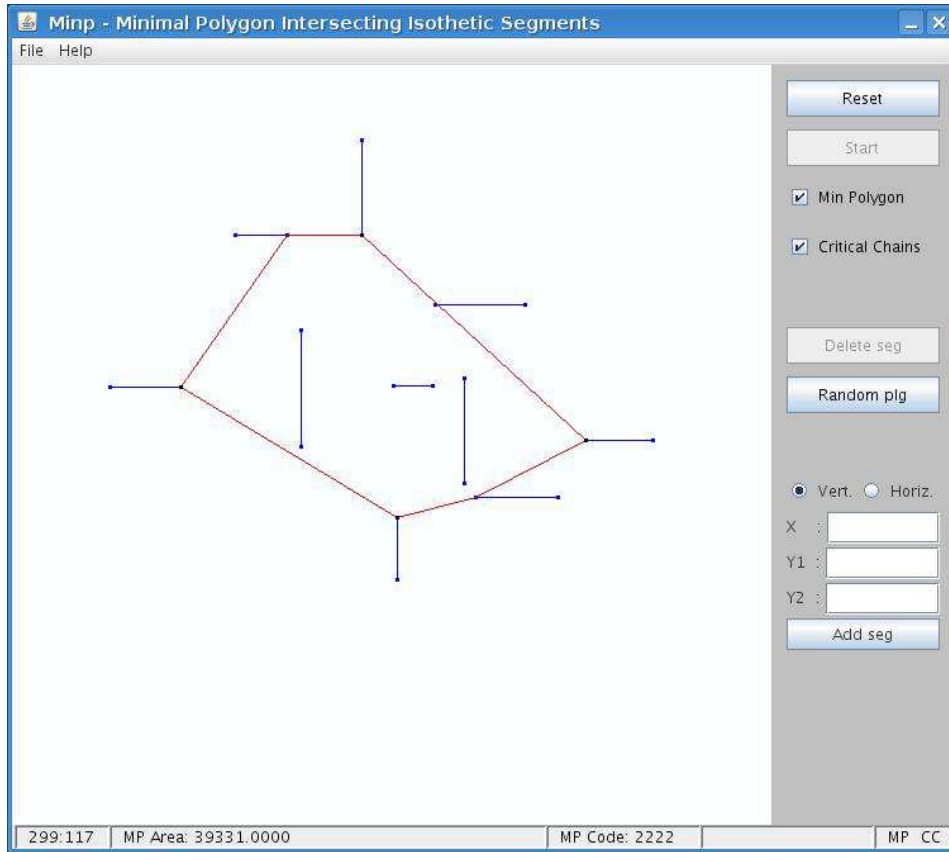 Minp - Minimal Polygon Intersecting Isothetic Segments
File Help
Reset
Start
Min Polygon
Critical Chains
Delete seg
Random plg
Vert. Horiz.
X :
Y1 :
Y2 :
Add seg
299:117 MP Area: 39331.0000 MP Code: 2222 MP CC